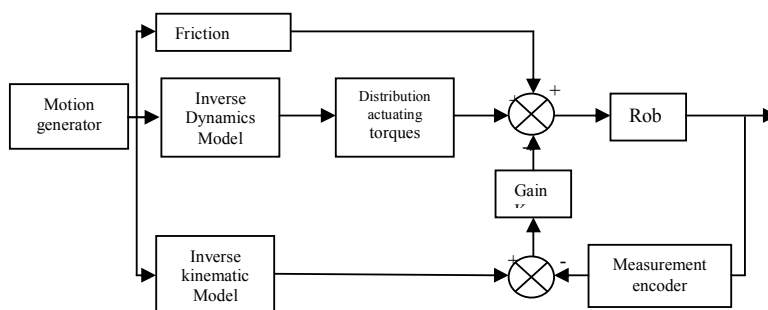 Friction
Motion
generator
Inverse
Dynamics
Model
Distribution
actuating
torques
+
+
-
Rob
Gain
Inverse
kinematic
Model
+
-
Measurement
encoder